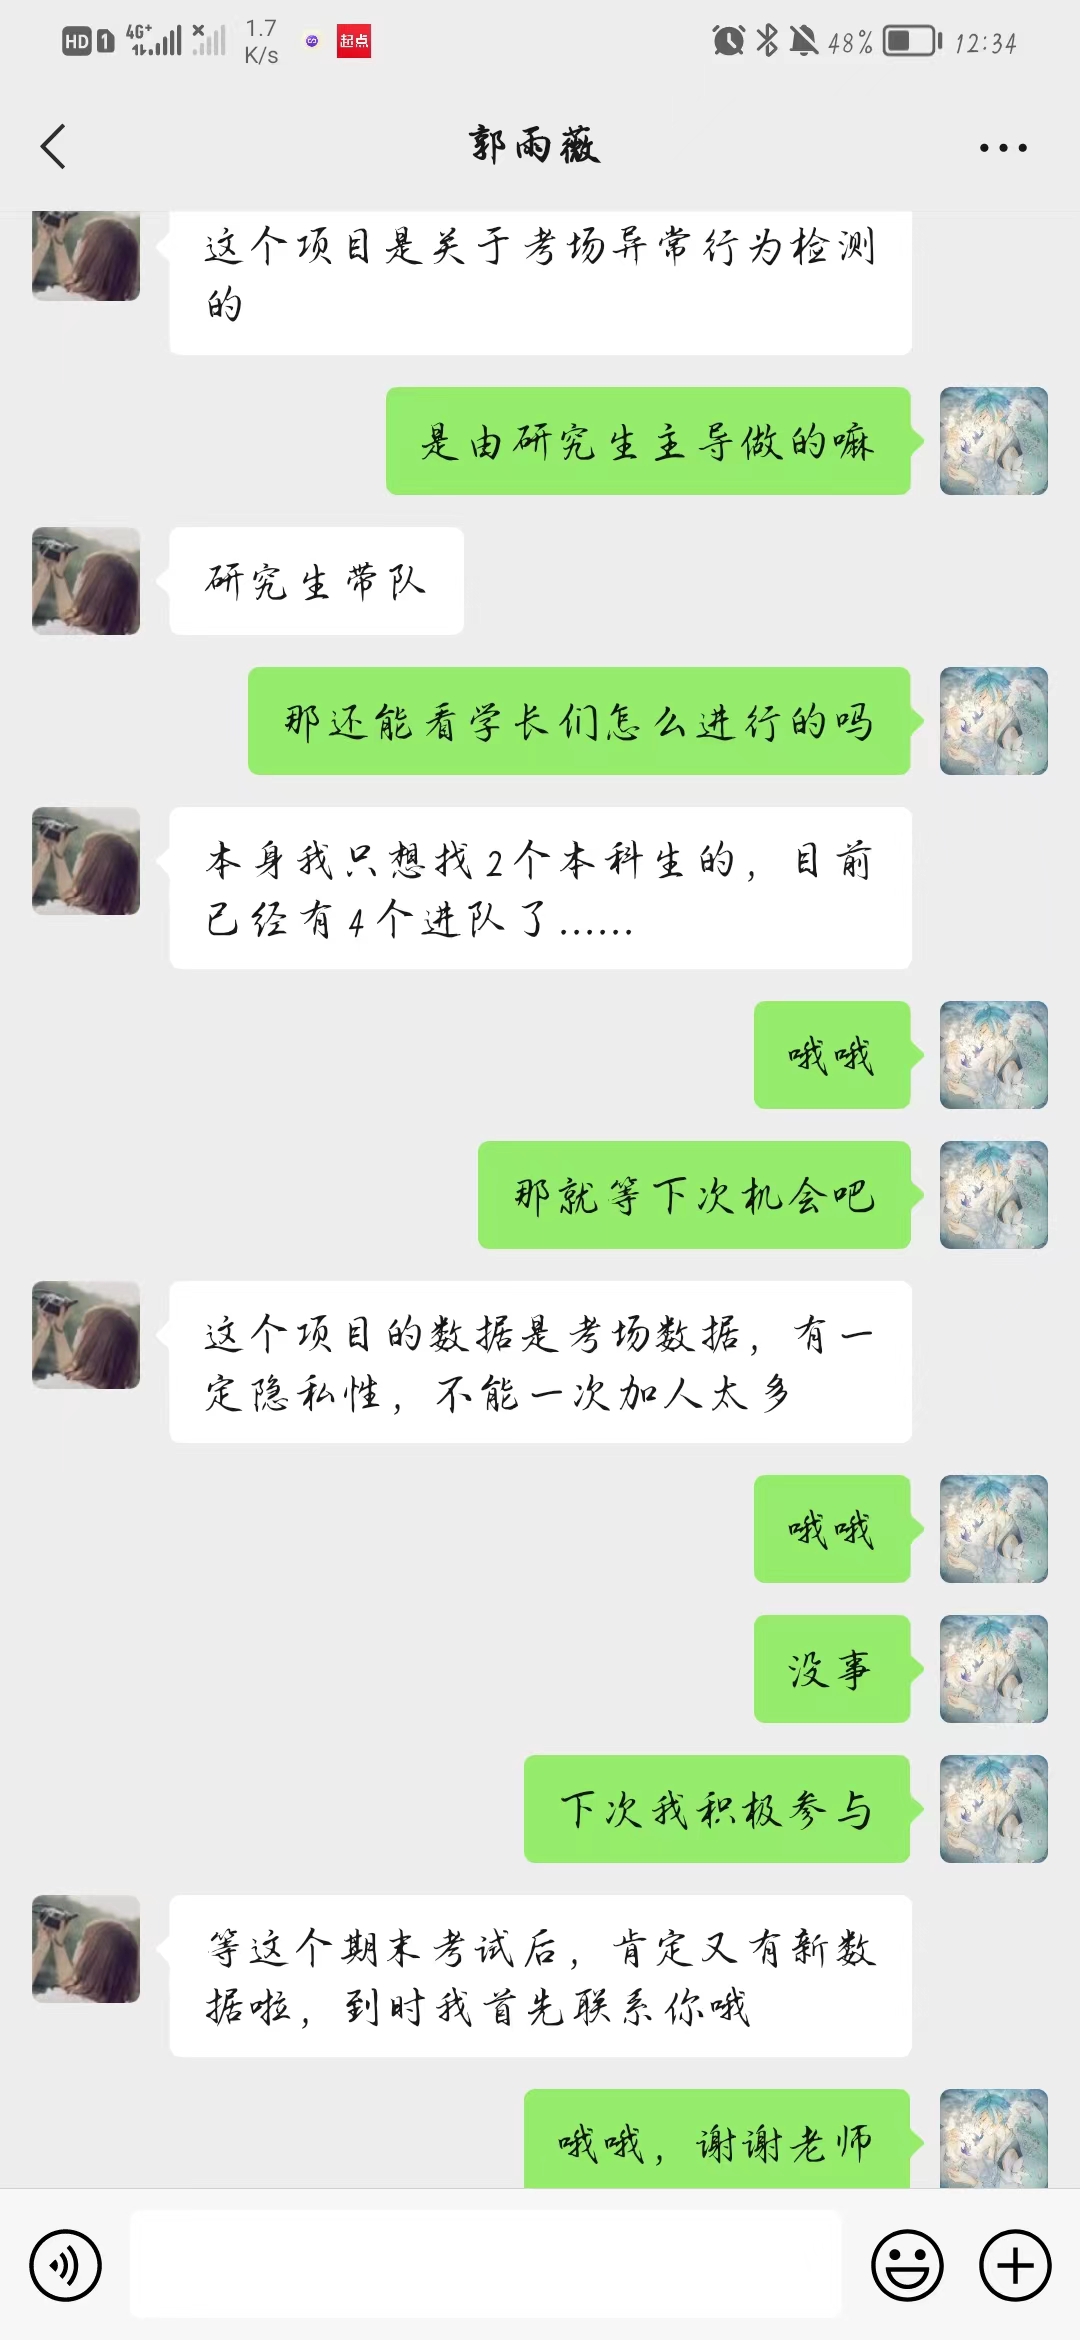 HD 1 4G+ 1.7 K/s 起点 48% 12:34
郭雨薇
这个项目是关于考场异常行为检测
的
是由研究生主导做的嘛
研究生带队
那还能看学长们怎么进行的吗
本身我只想找2个本科生的，目前
已经有4个进队了......
哦哦
那就等下次机会吧
这个项目的数据是考场数据，有一
定隐私性，不能一次加人太多
哦哦
没事
下次我积极参与
等这个期末考试后，肯定又有新数
据啦，到时我首先联系你哦
哦哦，谢谢老师